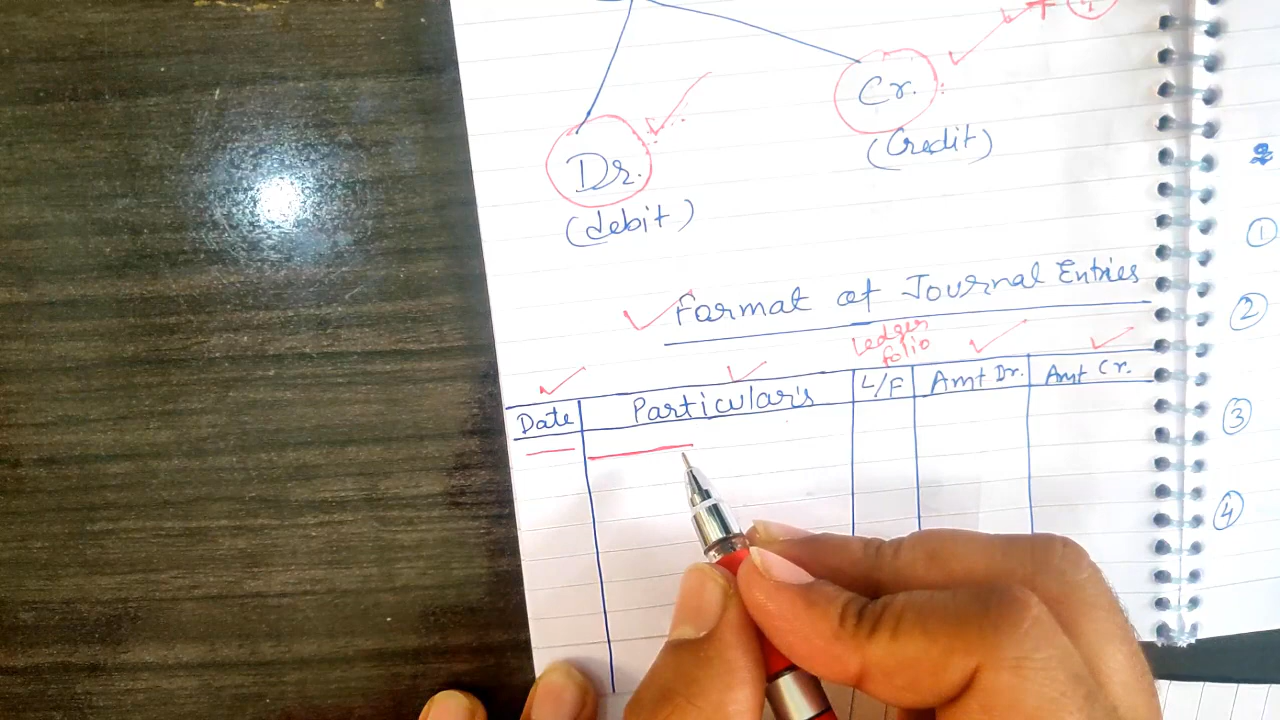 Cr.
(Credit)
Dr.
(debit)
Format of Journal Entries
Ledger
folio
Date Particular's L/F Amt Dr. Amt Cr.
1
2
3
4